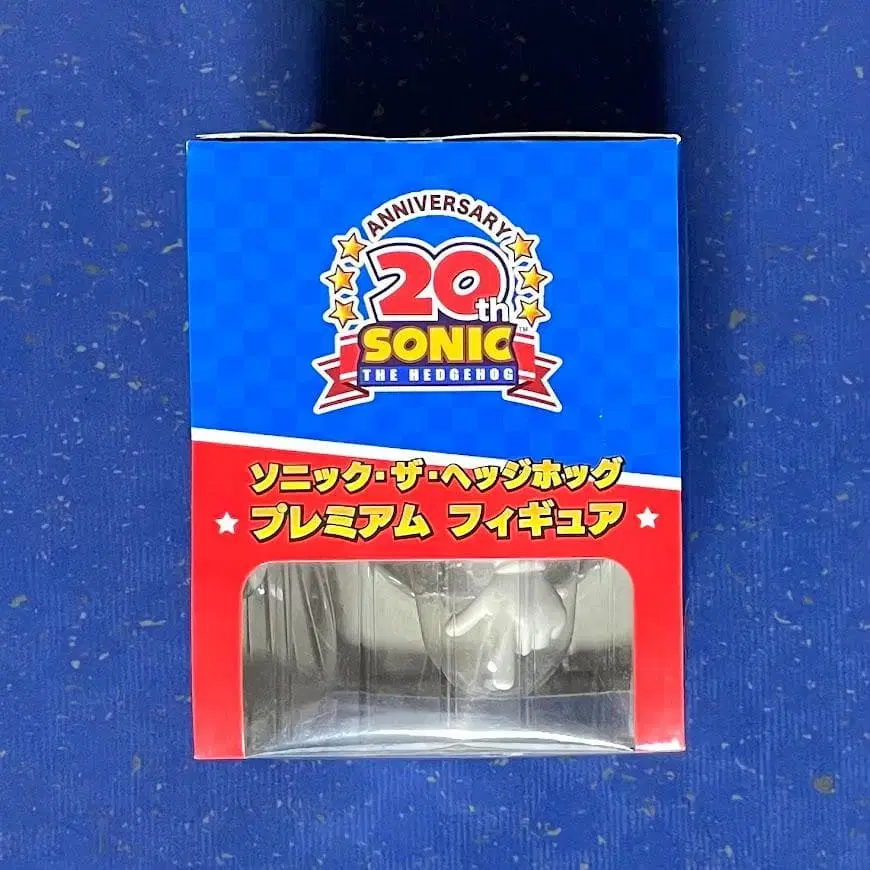 ANNIVERSARY
20th
SONIC™
THE HEDGEHOG
ソニック・ザ・ヘッジホッグ
プレミアム フィギュア